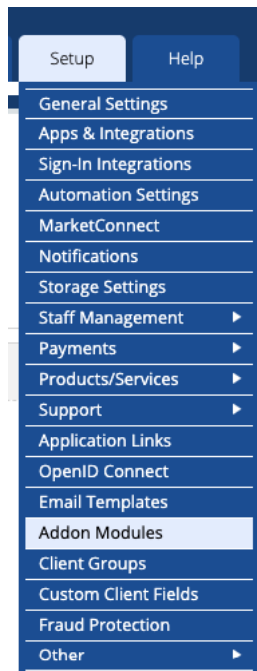 Setup
Help
General Settings
Apps & Integrations
Sign-In Integrations
Automation Settings
MarketConnect
Notifications
Storage Settings
Staff Management
Payments
Products/Services
Support
Application Links
OpenID Connect
Email Templates
Addon Modules
Client Groups
Custom Client Fields
Fraud Protection
Other